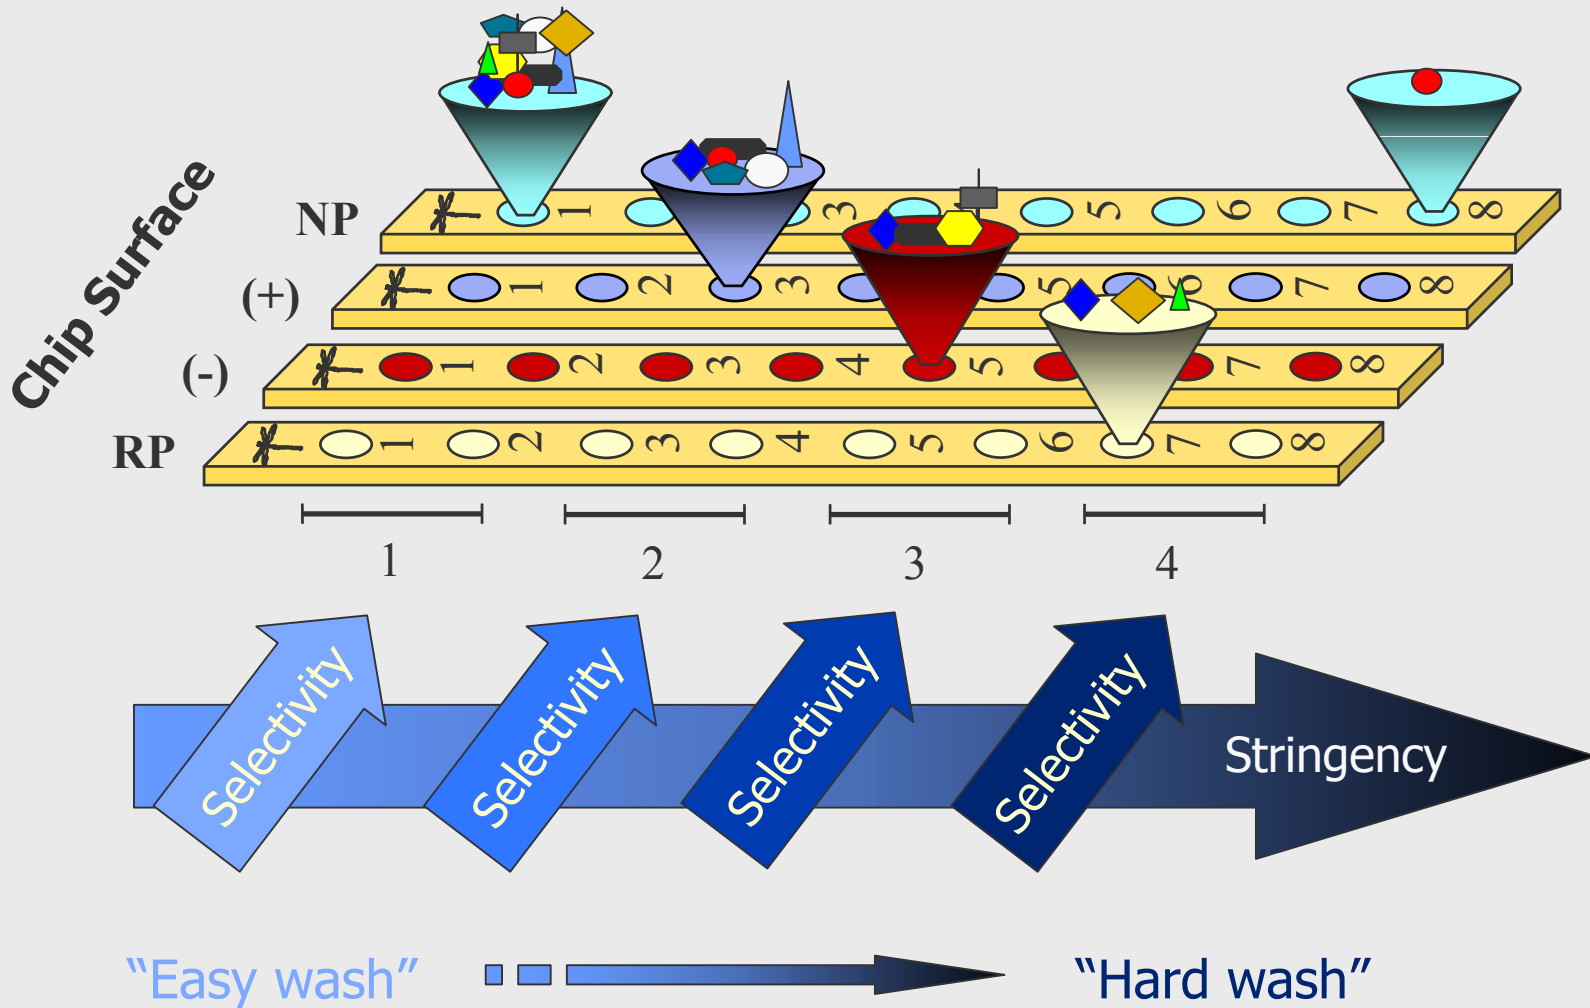 Chip Surface
NP 1 3 5 6 7 8
(+) 1 2 3 5 6 7 8
(-) 1 2 3 4 5 7 8
RP 1 2 3 4 5 6 7 8
1 2 3 4
Selectivity
Selectivity
Selectivity
Selectivity
Stringency
“Easy wash” “Hard wash”